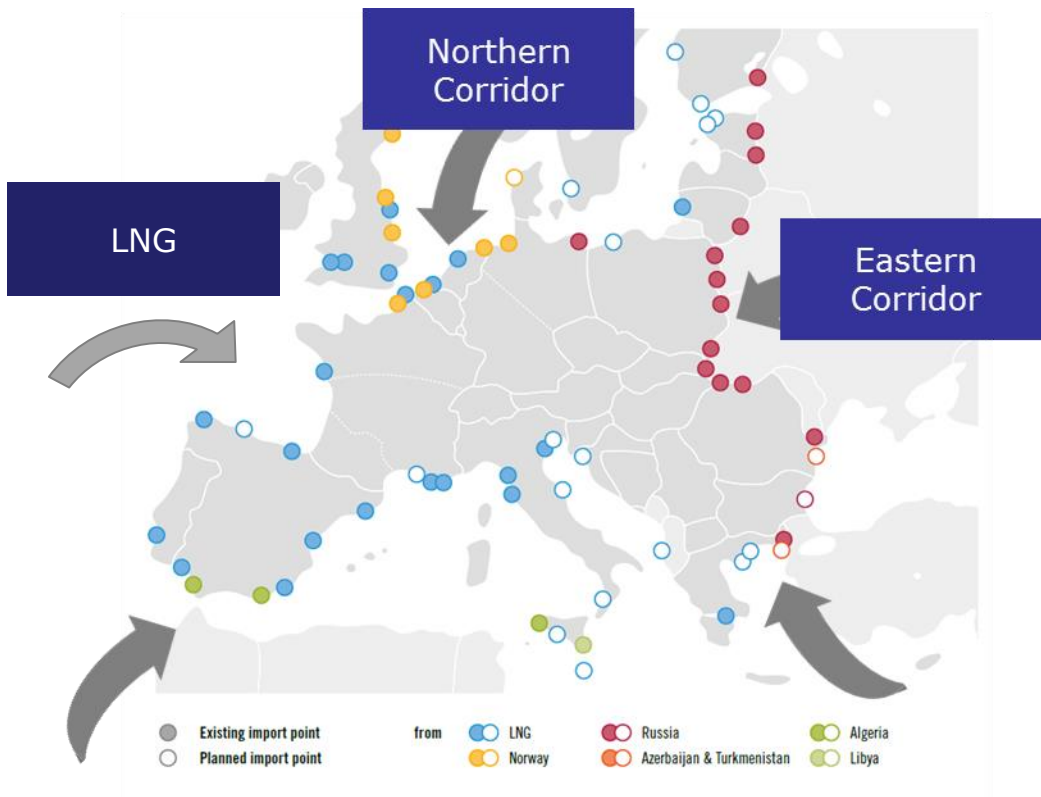 Northern
Corridor
LNG
Eastern
Corridor
Existing import point from LNG Russia Algeria
Planned import point Norway Azerbaijan & Turkmenistan Libya